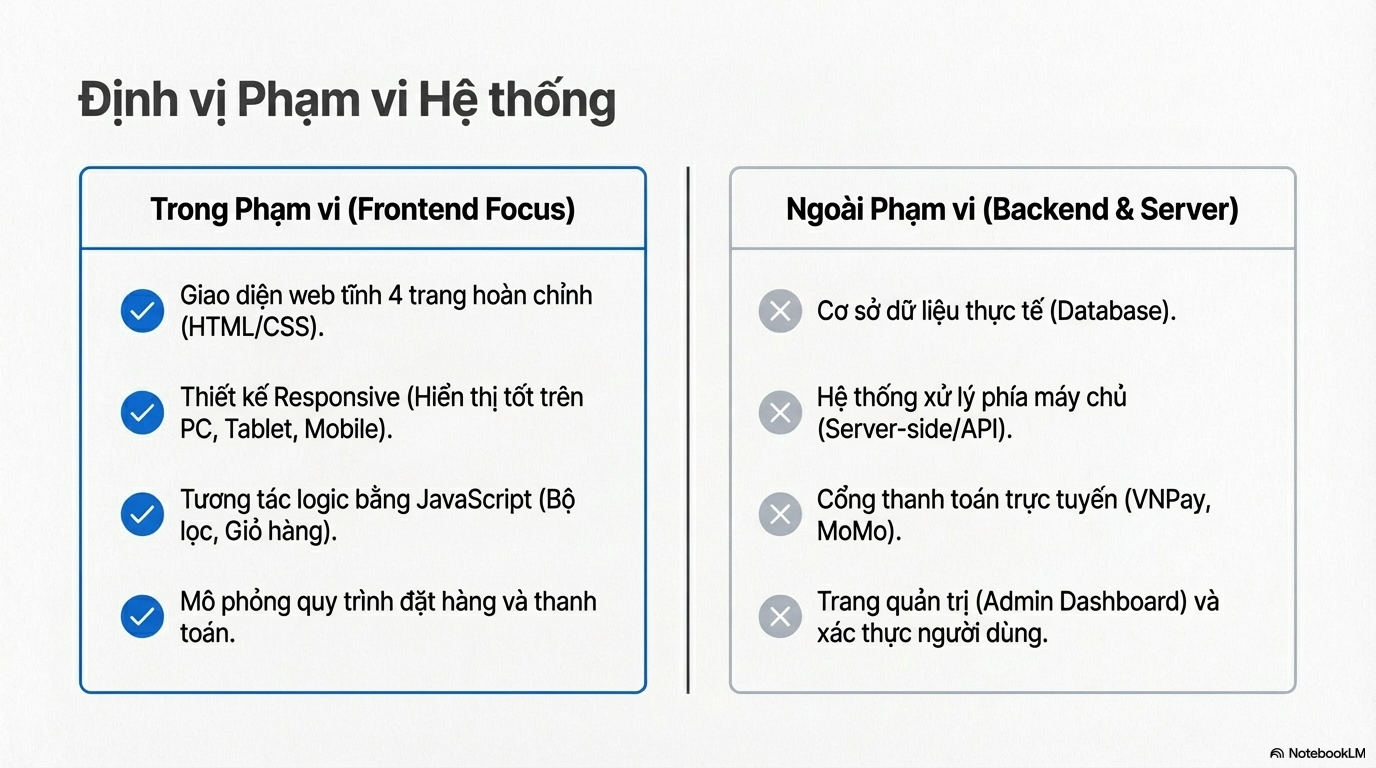 Định vị Phạm vi Hệ thống
Trong Phạm vi (Frontend Focus)
Giao diện web tĩnh 4 trang hoàn chỉnh
(HTML/CSS).
Thiết kế Responsive (Hiển thị tốt trên
PC, Tablet, Mobile).
Tương tác logic bằng JavaScript (Bộ
lọc, Giỏ hàng).
Mô phỏng quy trình đặt hàng và thanh
toán.
Ngoài Phạm vi (Backend & Server)
Cơ sở dữ liệu thực tế (Database).
Hệ thống xử lý phía máy chủ
(Server-side/API).
Cổng thanh toán trực tuyến (VNPay,
MoMo).
Trang quản trị (Admin Dashboard) và
xác thực người dùng.
NotebookLM